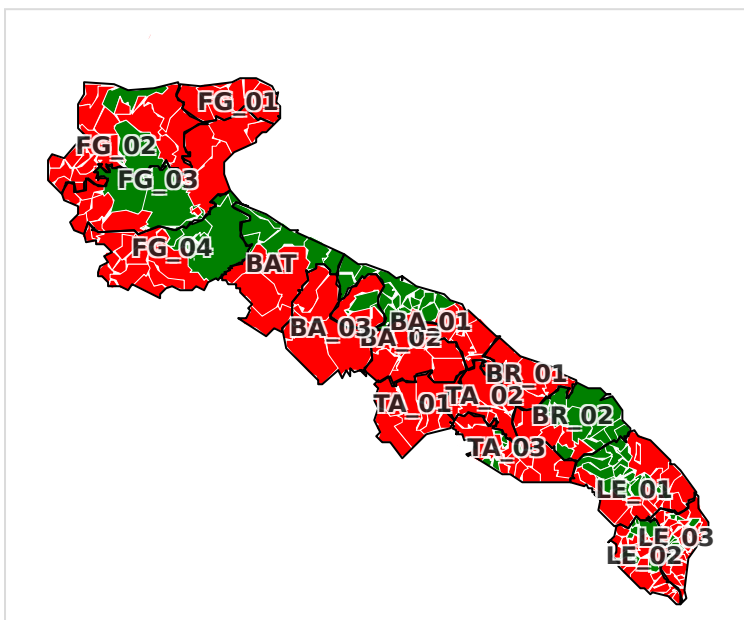 FG_01
FG_02
FG_03
FG_04
BAT
BA_01
BA_03
BA_02
BR_01
TA_02
TA_01
BR_02
TA_03
LE_01
LE_03
LE_02